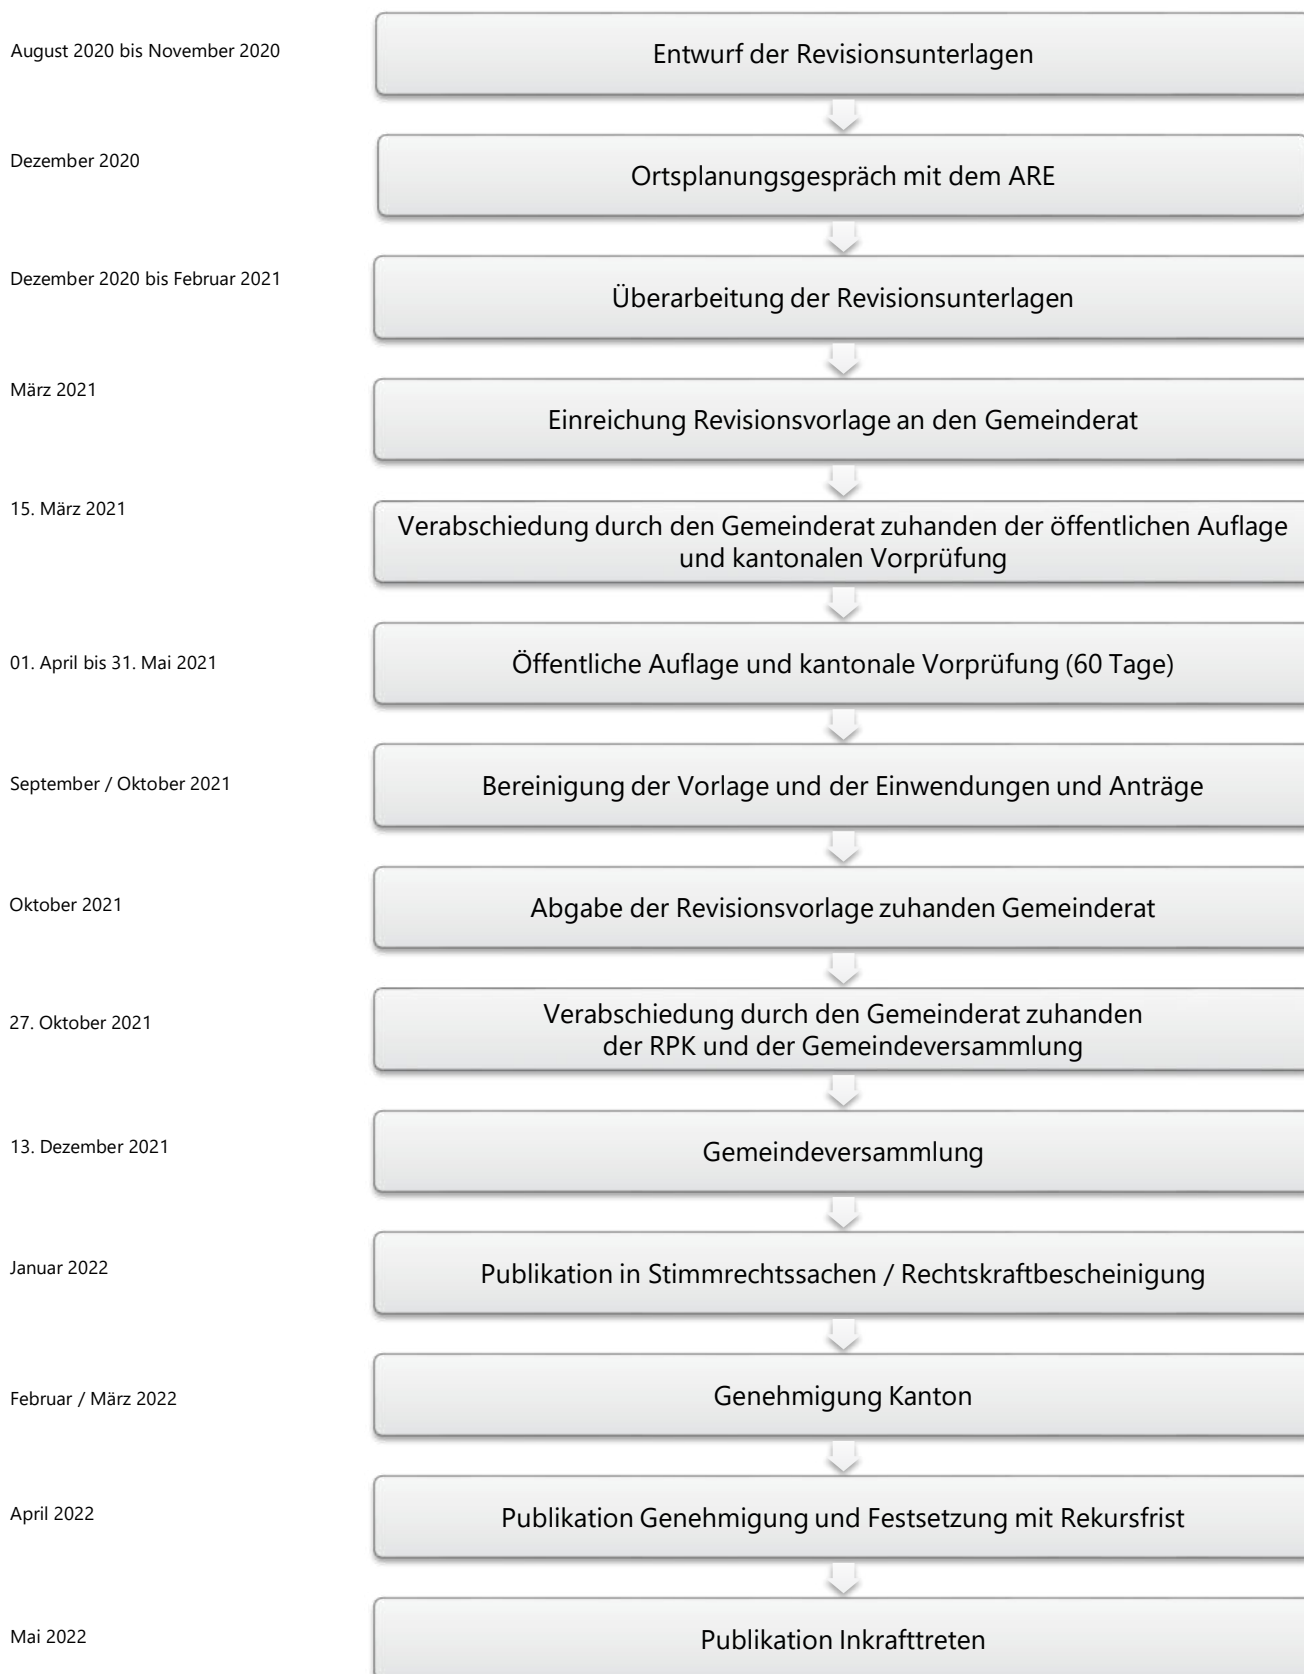 August 2020 bis November 2020
Entwurf der Revisionsunterlagen
Dezember 2020
Ortsplanungsgespräch mit dem ARE
Dezember 2020 bis Februar 2021
Überarbeitung der Revisionsunterlagen
März 2021
Einreichung Revisionsvorlage an den Gemeinderat
15. März 2021
Verabschiedung durch den Gemeinderat zuhanden der öffentlichen Auflage
und kantonalen Vorprüfung
01. April bis 31. Mai 2021
Öffentliche Auflage und kantonale Vorprüfung (60 Tage)
September / Oktober 2021
Bereinigung der Vorlage und der Einwendungen und Anträge
Oktober 2021
Abgabe der Revisionsvorlage zuhanden Gemeinderat
27. Oktober 2021
Verabschiedung durch den Gemeinderat zuhanden
der RPK und der Gemeindeversammlung
13. Dezember 2021
Gemeindeversammlung
Januar 2022
Publikation in Stimmrechtssachen / Rechtskraftbescheinigung
Februar / März 2022
Genehmigung Kanton
April 2022
Publikation Genehmigung und Festsetzung mit Rekursfrist
Mai 2022
Publikation Inkrafttreten